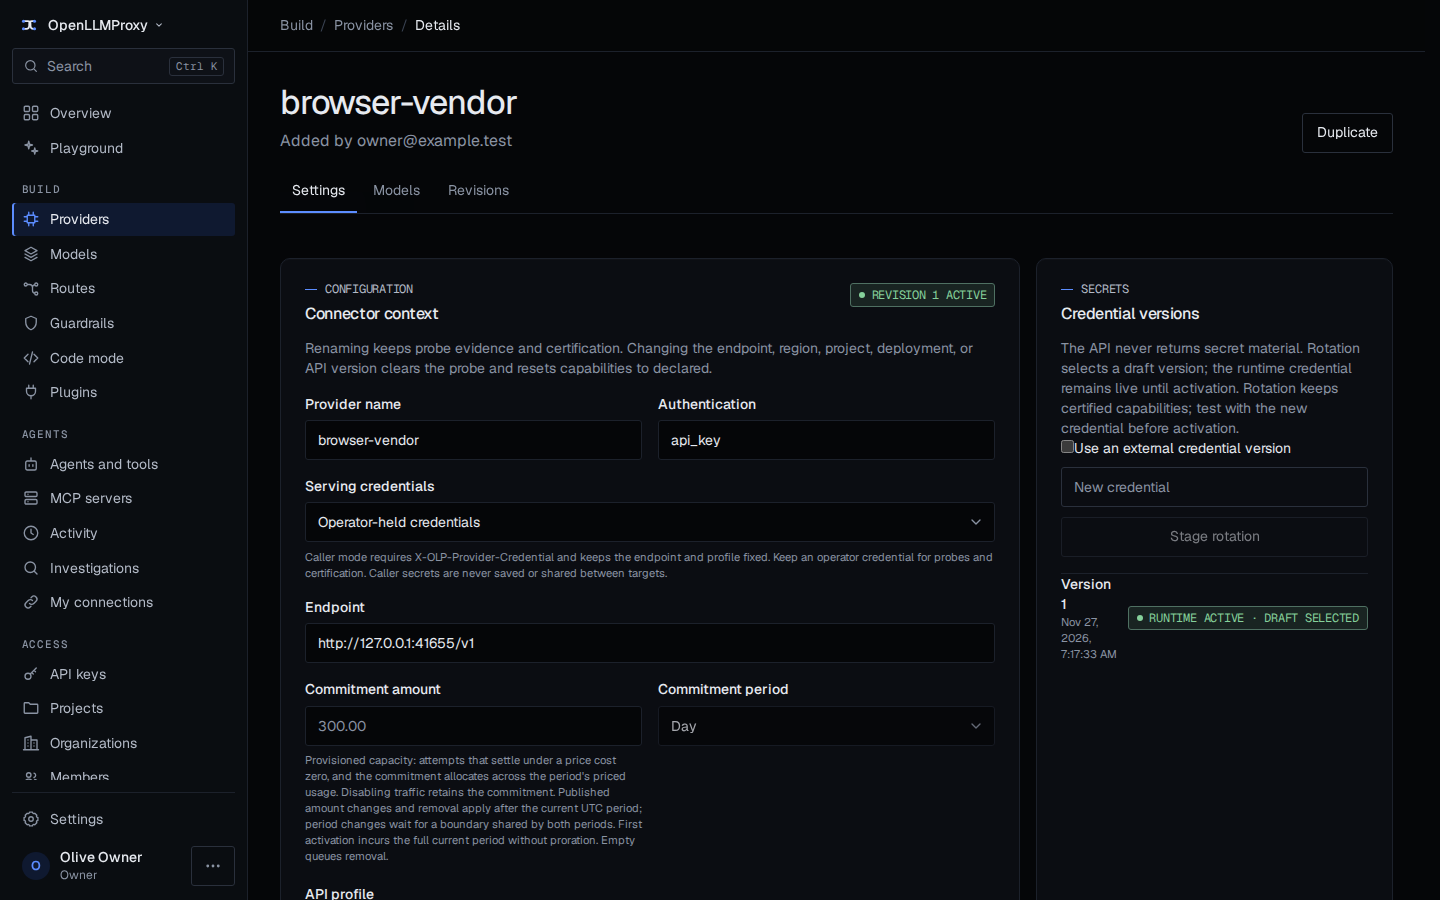 OpenLLMProxy
Search
Ctrl K
Overview
Playground
BUILD
Providers
Models
Routes
Guardrails
Code mode
Plugins
AGENTS
Agents and tools
MCP servers
Activity
Investigations
My connections
ACCESS
API keys
Projects
Organizations
Members
Settings
O
Olive Owner
Owner
Build / Providers / Details
browser-vendor
Added by owner@example.test
Duplicate
Settings
Models
Revisions
— CONFIGURATION
Connector context
REVISION 1 ACTIVE
Renaming keeps probe evidence and certification. Changing the endpoint, region, project, deployment, or
API version clears the probe and resets capabilities to declared.
Provider name
browser-vendor
Authentication
api_key
Serving credentials
Operator-held credentials
Caller mode requires X-OLP-Provider-Credential and keeps the endpoint and profile fixed. Keep an operator credential for probes and
certification. Caller secrets are never saved or shared between targets.
Endpoint
http://127.0.0.1:41655/v1
Commitment amount
300.00
Commitment period
Day
Provisioned capacity: attempts that settle under a price cost
zero, and the commitment allocates across the period's priced
usage. Disabling traffic retains the commitment. Published
amount changes and removal apply after the current UTC period;
period changes wait for a boundary shared by both periods. First
activation incurs the full current period without proration. Empty
queues removal.
API profile
— SECRETS
Credential versions
The API never returns secret material. Rotation
selects a draft version; the runtime credential
remains live until activation. Rotation keeps
certified capabilities; test with the new
credential before activation.
Use an external credential version
New credential
Stage rotation
Version
1
Nov 27,
2026,
7:17:33 AM
RUNTIME ACTIVE · DRAFT SELECTED